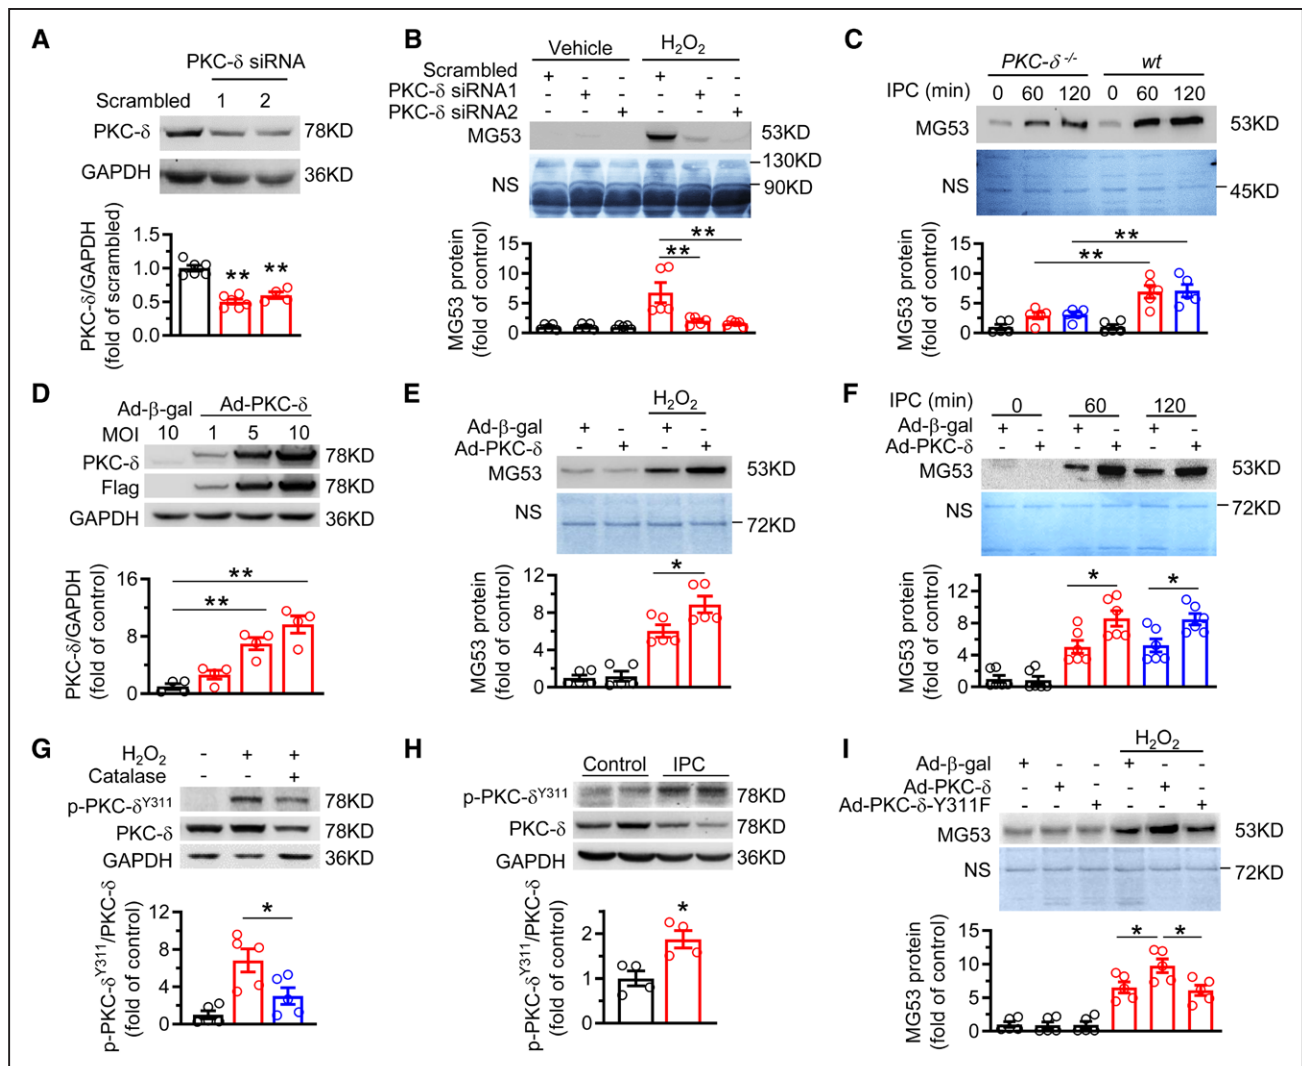 A
PKC-δ siRNA
Scrambled 1 2
PKC-δ 78KD
GAPDH 36KD
PKC-δ/GAPDH
(fold of scrambled)
1.5
1.0
0.5
0.0
** **
B
Vehicle H2O2
Scrambled + - - + - -
PKC-δ siRNA1 - + - - + -
PKC-δ siRNA2 - - + - - +
MG53 53KD
130KD
NS 90KD
MG53 protein
(fold of control)
15
10
5
0
**
**
C
PKC-δ -/- wt
IPC (min) 0 60 120 0 60 120
MG53 53KD
NS 45KD
MG53 protein
(fold of control)
15
10
5
0
**
**
D
Ad-β-gal Ad-PKC-δ
MOI 10 1 5 10
PKC-δ 78KD
Flag 78KD
GAPDH 36KD
PKC-δ/GAPDH
(fold of control)
16
8
0
**
**
E
H2O2
Ad-β-gal + - + -
Ad-PKC-δ - + - +
MG53 53KD
NS
72KD
MG53 protein
(fold of control)
12
8
4
0
*
F
IPC (min) 0 60 120
Ad-β-gal + - + - + -
Ad-PKC-δ - + - + - +
MG53 53KD
NS 72KD
MG53 protein
(fold of control)
12
8
4
0
* *
G
H2O2 - + +
Catalase - - +
p-PKC-δY311 78KD
PKC-δ 78KD
GAPDH 36KD
p-PKC-δY311/PKC-δ
(fold of control)
12
8
4
0
*
H
Control IPC
p-PKC-δY311 78KD
PKC-δ 78KD
GAPDH 36KD
p-PKC-δY311/PKC-δ
(fold of control)
2
1
0
*
I
H2O2
Ad-β-gal + - - + - -
Ad-PKC-δ - + - - + -
Ad-PKC-δ-Y311F - - + - - +
MG53 53KD
NS 72KD
MG53 protein
(fold of control)
15
10
5
0
* *